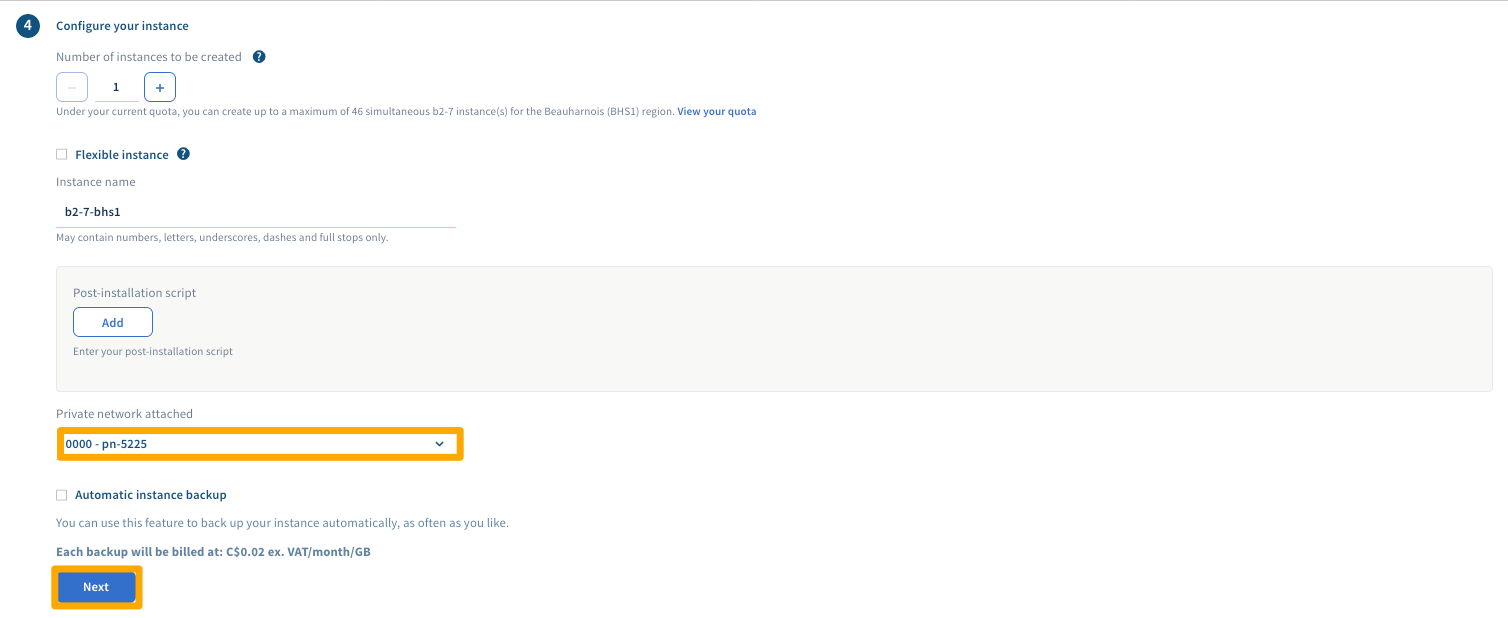 4 Configure your instance
Number of instances to be created ?
− 1 +
Under your current quota, you can create up to a maximum of 46 simultaneous b2-7 instance(s) for the Beauharnois (BHS1) region. View your quota
Flexible instance ?
Instance name
b2-7-bhs1
May contain numbers, letters, underscores, dashes and full stops only.
Post-installation script
Add
Enter your post-installation script
Private network attached
0000 - pn-5225
Automatic instance backup
You can use this feature to back up your instance automatically, as often as you like.
Each backup will be billed at: C$0.02 ex. VAT/month/GB
Next